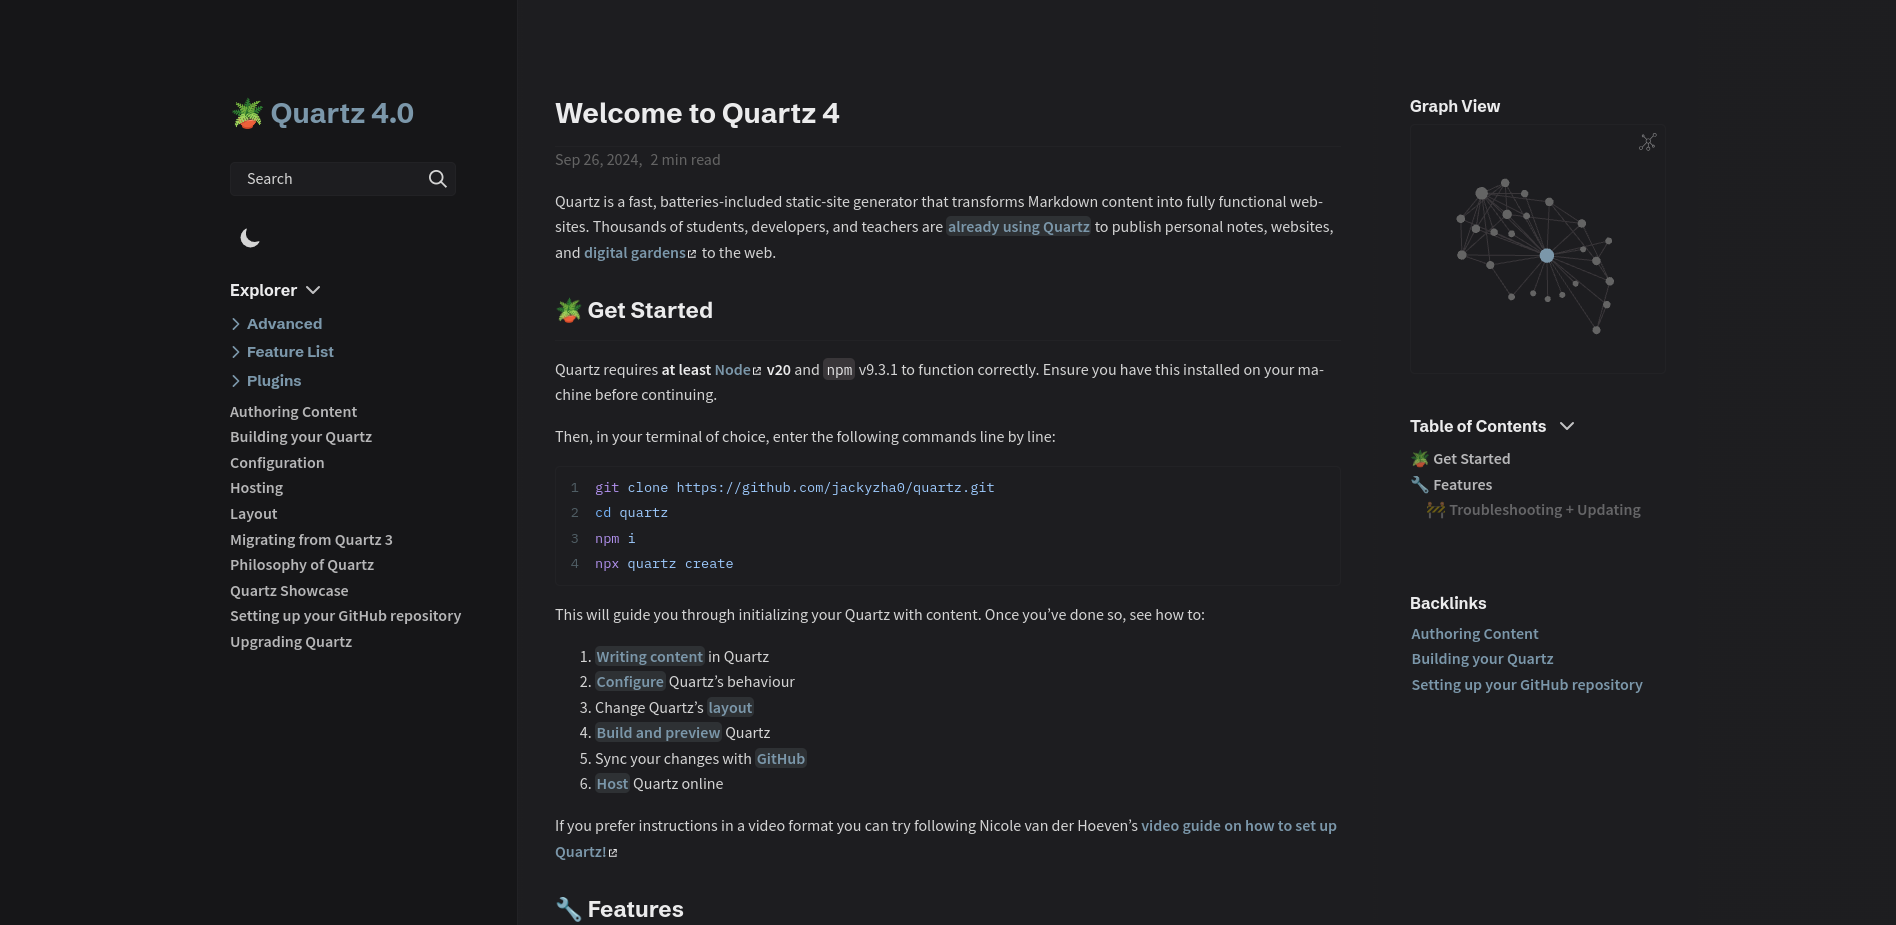 🪴 Quartz 4.0
Search
Explorer
Advanced
Feature List
Plugins
Authoring Content
Building your Quartz
Configuration
Hosting
Layout
Migrating from Quartz 3
Philosophy of Quartz
Quartz Showcase
Setting up your GitHub repository
Upgrading Quartz
Welcome to Quartz 4
Sep 26, 2024, 2 min read
Quartz is a fast, batteries-included static-site generator that transforms Markdown content into fully functional web-
sites. Thousands of students, developers, and teachers are already using Quartz to publish personal notes, websites,
and digital gardens to the web.
🪴 Get Started
Quartz requires at least Node v20 and npm v9.3.1 to function correctly. Ensure you have this installed on your ma-
chine before continuing.
Then, in your terminal of choice, enter the following commands line by line:
1 git clone https://github.com/jackyzha0/quartz.git
2 cd quartz
3 npm i
4 npx quartz create
This will guide you through initializing your Quartz with content. Once you’ve done so, see how to:
1. Writing content in Quartz
2. Configure Quartz’s behaviour
3. Change Quartz’s layout
4. Build and preview Quartz
5. Sync your changes with GitHub
6. Host Quartz online
If you prefer instructions in a video format you can try following Nicole van der Hoeven’s video guide on how to set up
Quartz!
🔧 Features
Graph View
Table of Contents
🪴 Get Started
🔧 Features
🚧 Troubleshooting + Updating
Backlinks
Authoring Content
Building your Quartz
Setting up your GitHub repository